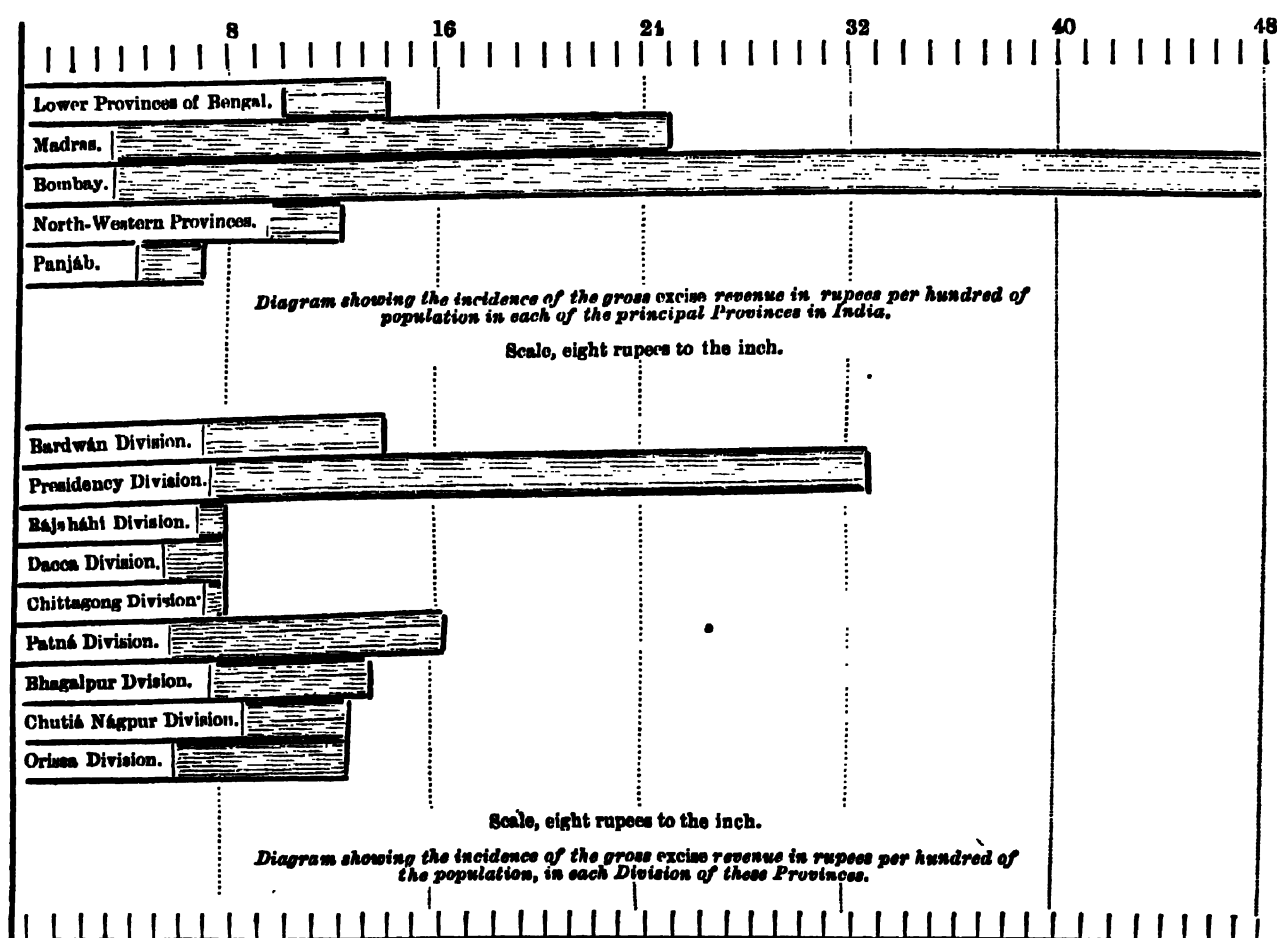 8 16 24 32 40 48
Lower Provinces of Bengal.
Madras.
Bombay.
North-Western Provinces.
Panjáb.
Diagram showing the incidence of the gross excise revenue in rupees per hundred of
population in each of the principal Provinces in India.
Scale, eight rupees to the inch.
Bardwán Division.
Presidency Division.
Rájsháhí Division.
Dacca Division.
Chittagong Division.
Patná Division.
Bhagalpur Dvision.
Chutiá Nágpur Division.
Orissa Division.
Scale, eight rupees to the inch.
Diagram showing the incidence of the gross excise revenue in rupees per hundred of
the population, in each Division of these Provinces.